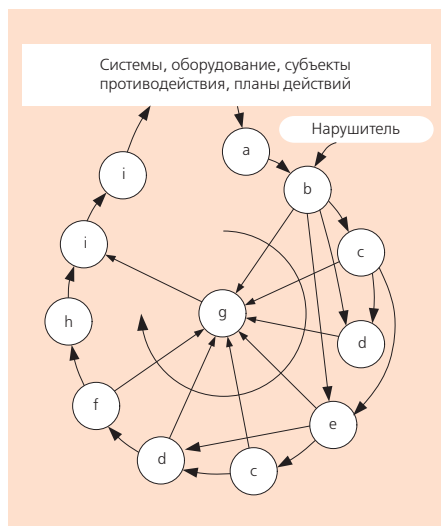 Системы, оборудование, субъекты
противодействия, планы действий
Нарушитель
a
b
i
c
i
g
h
d
f
e
d
c